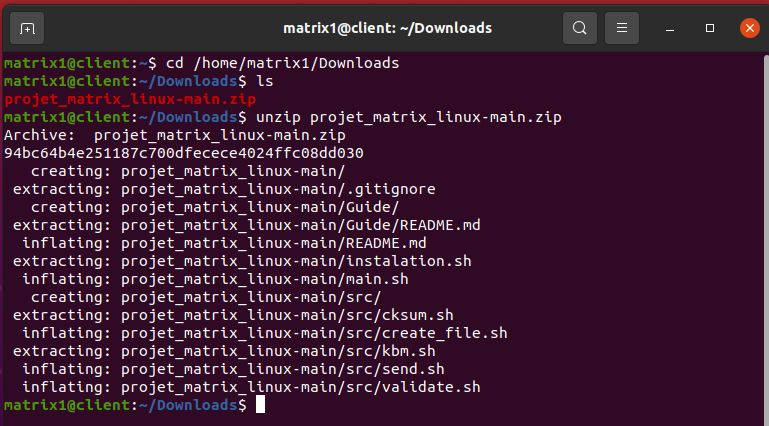 matrix1@client: ~/Downloads
matrix1@client:~$ cd /home/matrix1/Downloads
matrix1@client:~/Downloads$ ls
projet_matrix_linux-main.zip
matrix1@client:~/Downloads$ unzip projet_matrix_linux-main.zip
Archive:  projet_matrix_linux-main.zip
94bc64b4e251187c700dfecece4024ffc08dd030
   creating: projet_matrix_linux-main/
 extracting: projet_matrix_linux-main/.gitignore
   creating: projet_matrix_linux-main/Guide/
 extracting: projet_matrix_linux-main/Guide/README.md
  inflating: projet_matrix_linux-main/README.md
 extracting: projet_matrix_linux-main/instalation.sh
  inflating: projet_matrix_linux-main/main.sh
   creating: projet_matrix_linux-main/src/
 extracting: projet_matrix_linux-main/src/cksum.sh
  inflating: projet_matrix_linux-main/src/create_file.sh
 extracting: projet_matrix_linux-main/src/kbm.sh
  inflating: projet_matrix_linux-main/src/send.sh
  inflating: projet_matrix_linux-main/src/validate.sh
matrix1@client:~/Downloads$